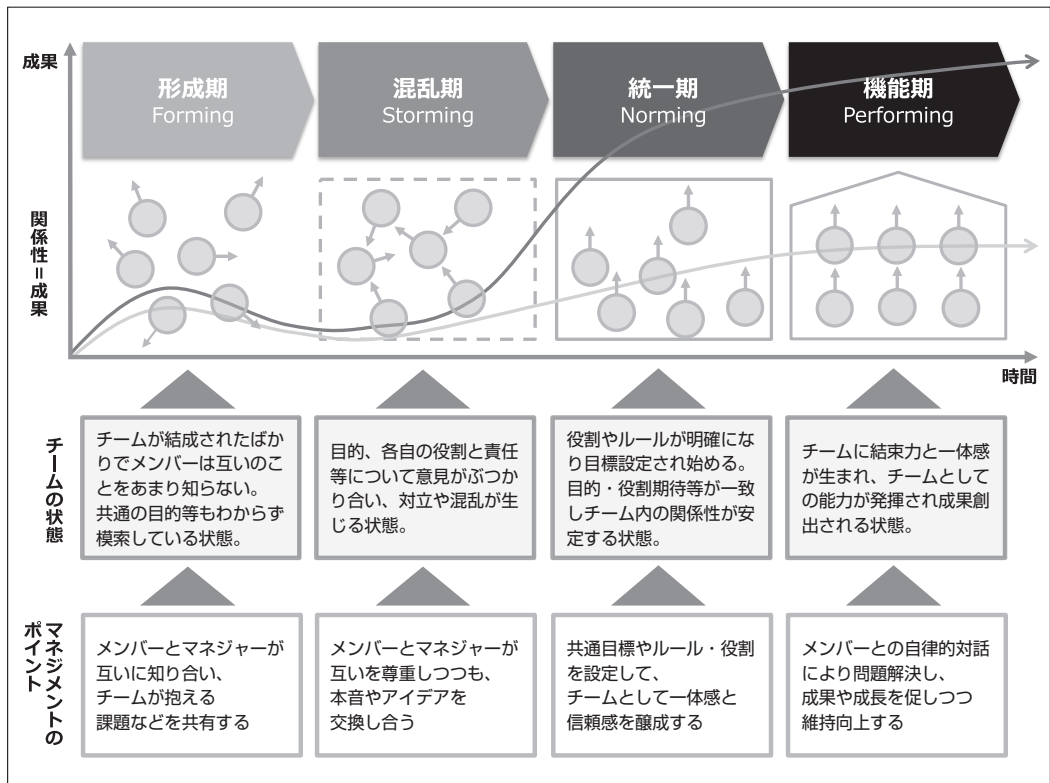 成果
形成期
Forming
混乱期
Storming
統一期
Norming
機能期
Performing
関係性=成果
時間
チームの状態
チームが結成されたばか
りでメンバーは互いのこ
とをあまり知らない。
共通の目的等もわからず
模索している状態。
目的、各自の役割と責任
等について意見がぶつか
り合い、対立や混乱が生
じる状態。
役割やルールが明確にな
り目標設定され始める。
目的・役割期待等が一致
しチーム内の関係性が安
定する状態。
チームに結束力と一体感
が生まれ、チームとして
の能力が発揮され成果創
出される状態。
マネジメントの
ポイント
メンバーとマネジャーが
互いに知り合い、
チームが抱える
課題などを共有する
メンバーとマネジャーが
互いを尊重しつつも、
本音やアイデアを
交換し合う
共通目標やルール・役割
を設定して、
チームとして一体感と
信頼感を醸成する
メンバーとの自律的対話
により問題解決し、
成果や成長を促しつつ
維持向上する